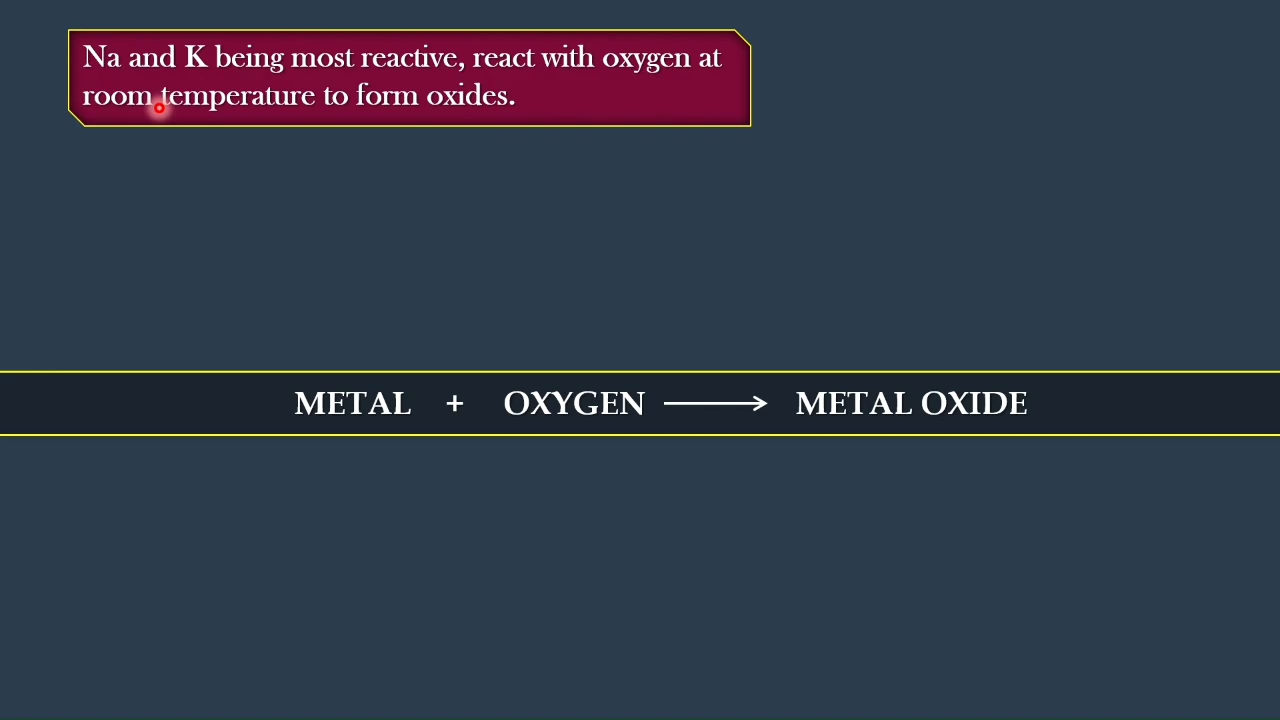 Na and K being most reactive, react with oxygen at
room temperature to form oxides.
METAL + OXYGEN ⟶ METAL OXIDE